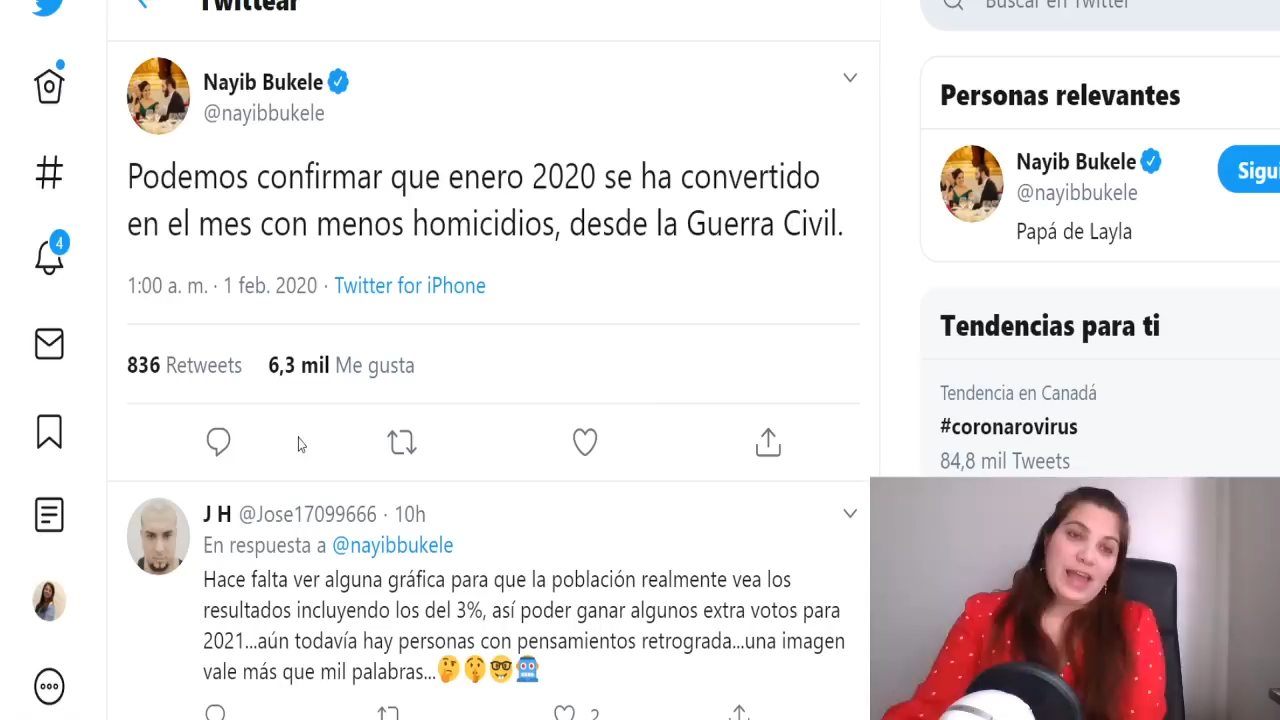 Twittear
Buscar en Twitter
Nayib Bukele
@nayibbukele
Podemos confirmar que enero 2020 se ha convertido
en el mes con menos homicidios, desde la Guerra Civil.
1:00 a. m. · 1 feb. 2020 · Twitter for iPhone
836 Retweets 6,3 mil Me gusta
J H @Jose17099666 · 10h
En respuesta a @nayibbukele
Hace falta ver alguna gráfica para que la población realmente vea los
resultados incluyendo los del 3%, así poder ganar algunos extra votos para
2021...aún todavía hay personas con pensamientos retrograda...una imagen
vale más que mil palabras...🤔🤫🤓🤖
2
4
Personas relevantes
Nayib Bukele
@nayibbukele
Papá de Layla
Sigui
Tendencias para ti
Tendencia en Canadá
#coronarovirus
84,8 mil Tweets